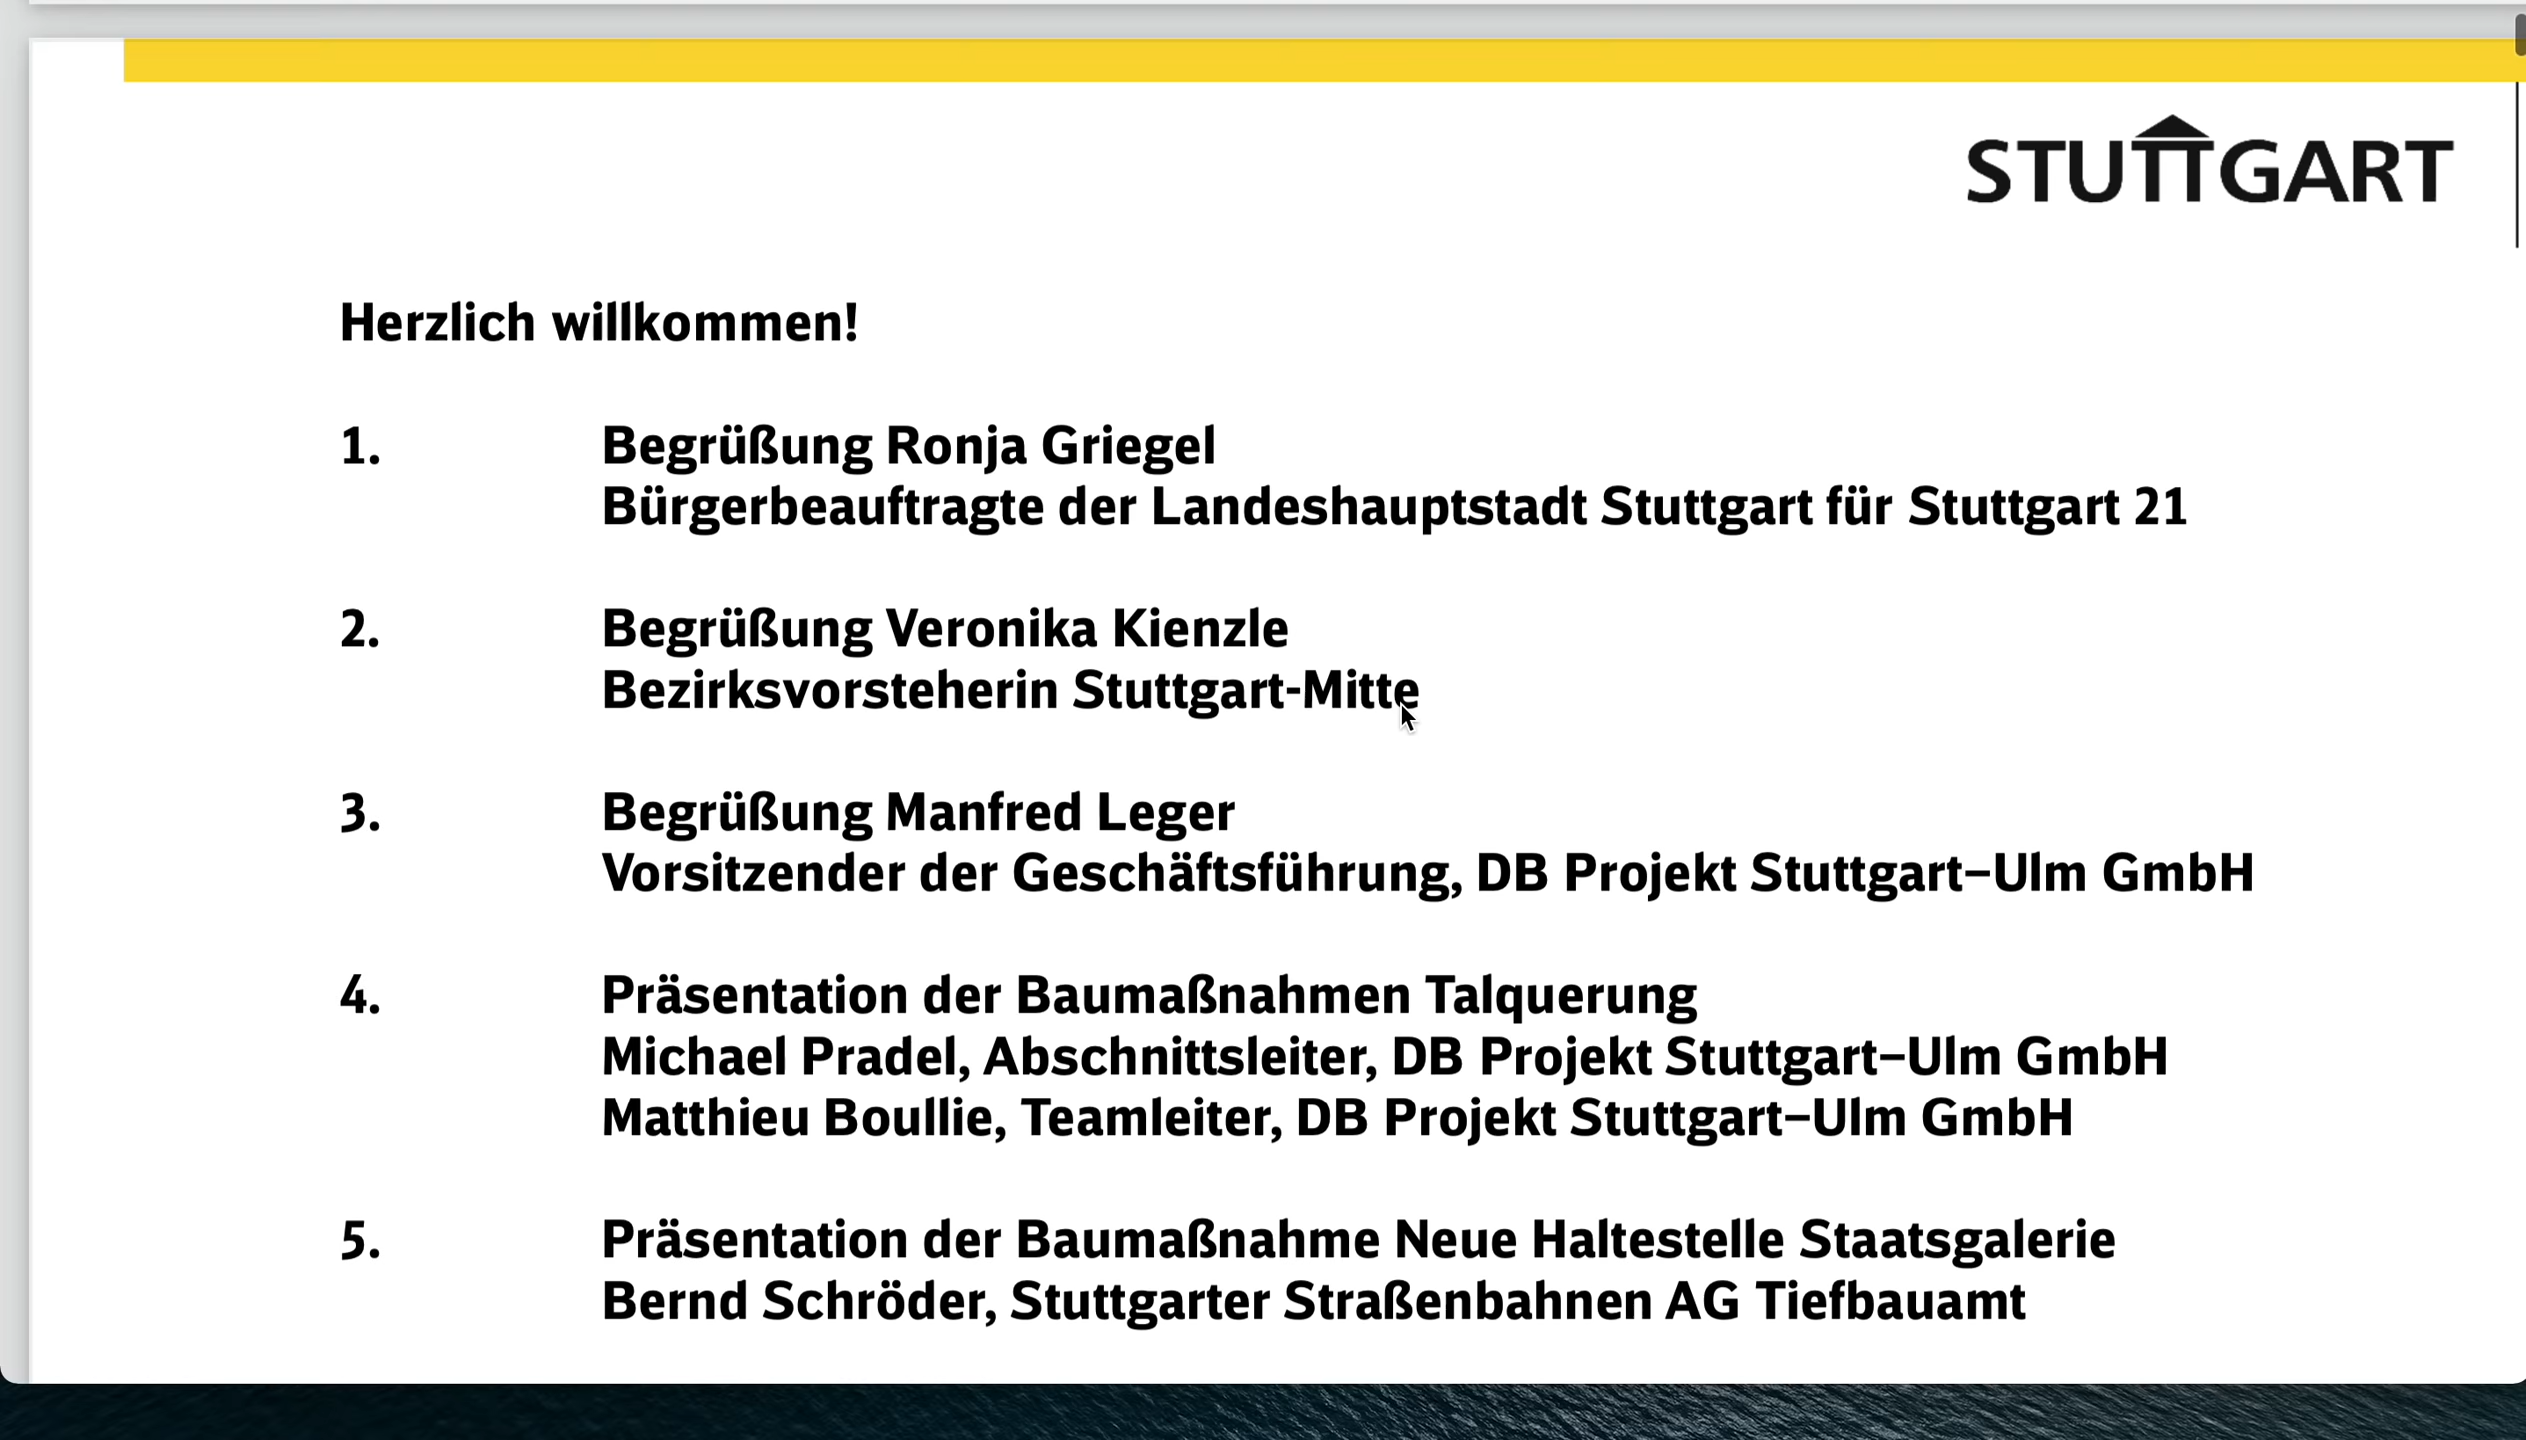 STUTTGART
Herzlich willkommen!
1. Begrüßung Ronja Griegel
Bürgerbeauftragte der Landeshauptstadt Stuttgart für Stuttgart 21
2. Begrüßung Veronika Kienzle
Bezirksvorsteherin Stuttgart-Mitte
3. Begrüßung Manfred Leger
Vorsitzender der Geschäftsführung, DB Projekt Stuttgart–Ulm GmbH
4. Präsentation der Baumaßnahmen Talquerung
Michael Pradel, Abschnittsleiter, DB Projekt Stuttgart–Ulm GmbH
Matthieu Boullie, Teamleiter, DB Projekt Stuttgart–Ulm GmbH
5. Präsentation der Baumaßnahme Neue Haltestelle Staatsgalerie
Bernd Schröder, Stuttgarter Straßenbahnen AG Tiefbauamt